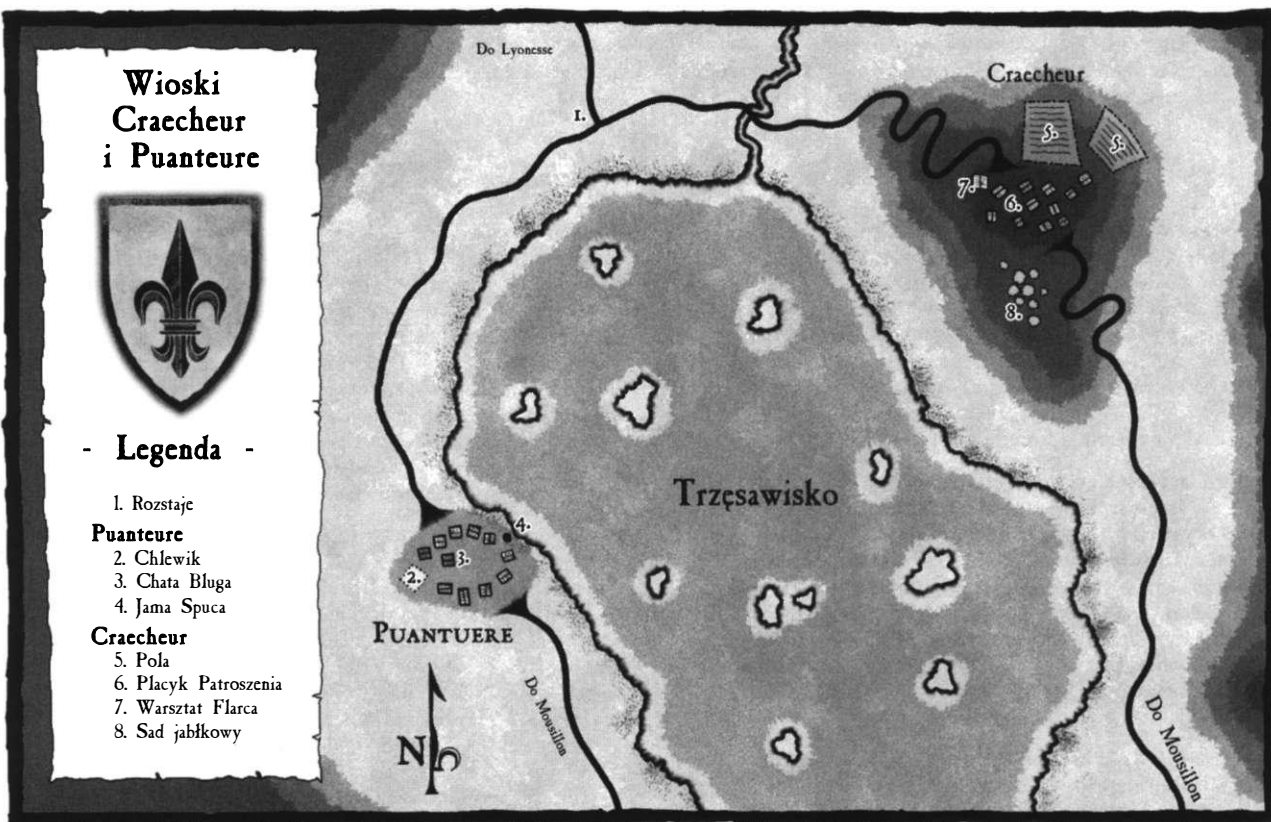 Wioski
Craecheur
i Puanteure
- Legenda -
1. Rozstaje
Puanteure
2. Chlewik
3. Chata Bluga
4. Jama Spuca
Craecheur
5. Pola
6. Placyk Patroszenia
7. Warsztat Flarca
8. Sad jabłkowy
Do Lyonesse
1.
Craecheur
5.
5.
7.
6.
8.
Trzęsawisko
4.
3.
2.
Puantuere
N
Do Mousillon
Do Mousillon